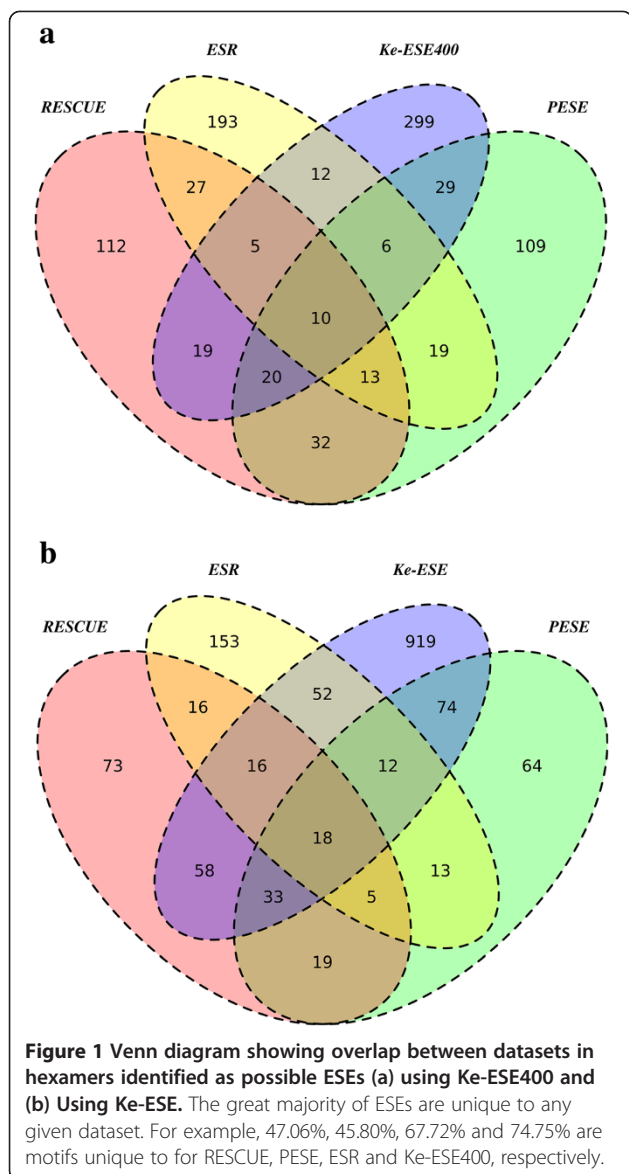 a
ESR
Ke-ESE400
RESCUE
PESE
193
299
27
12
29
112
5
6
109
10
19
19
20
13
32
b
ESR
Ke-ESE
RESCUE
PESE
153
919
16
52
74
73
16
12
64
18
58
13
33
5
19
Figure 1 Venn diagram showing overlap between datasets in
hexamers identified as possible ESEs (a) using Ke-ESE400 and
(b) Using Ke-ESE. The great majority of ESEs are unique to any
given dataset. For example, 47.06%, 45.80%, 67.72% and 74.75% are
motifs unique to for RESCUE, PESE, ESR and Ke-ESE400, respectively.